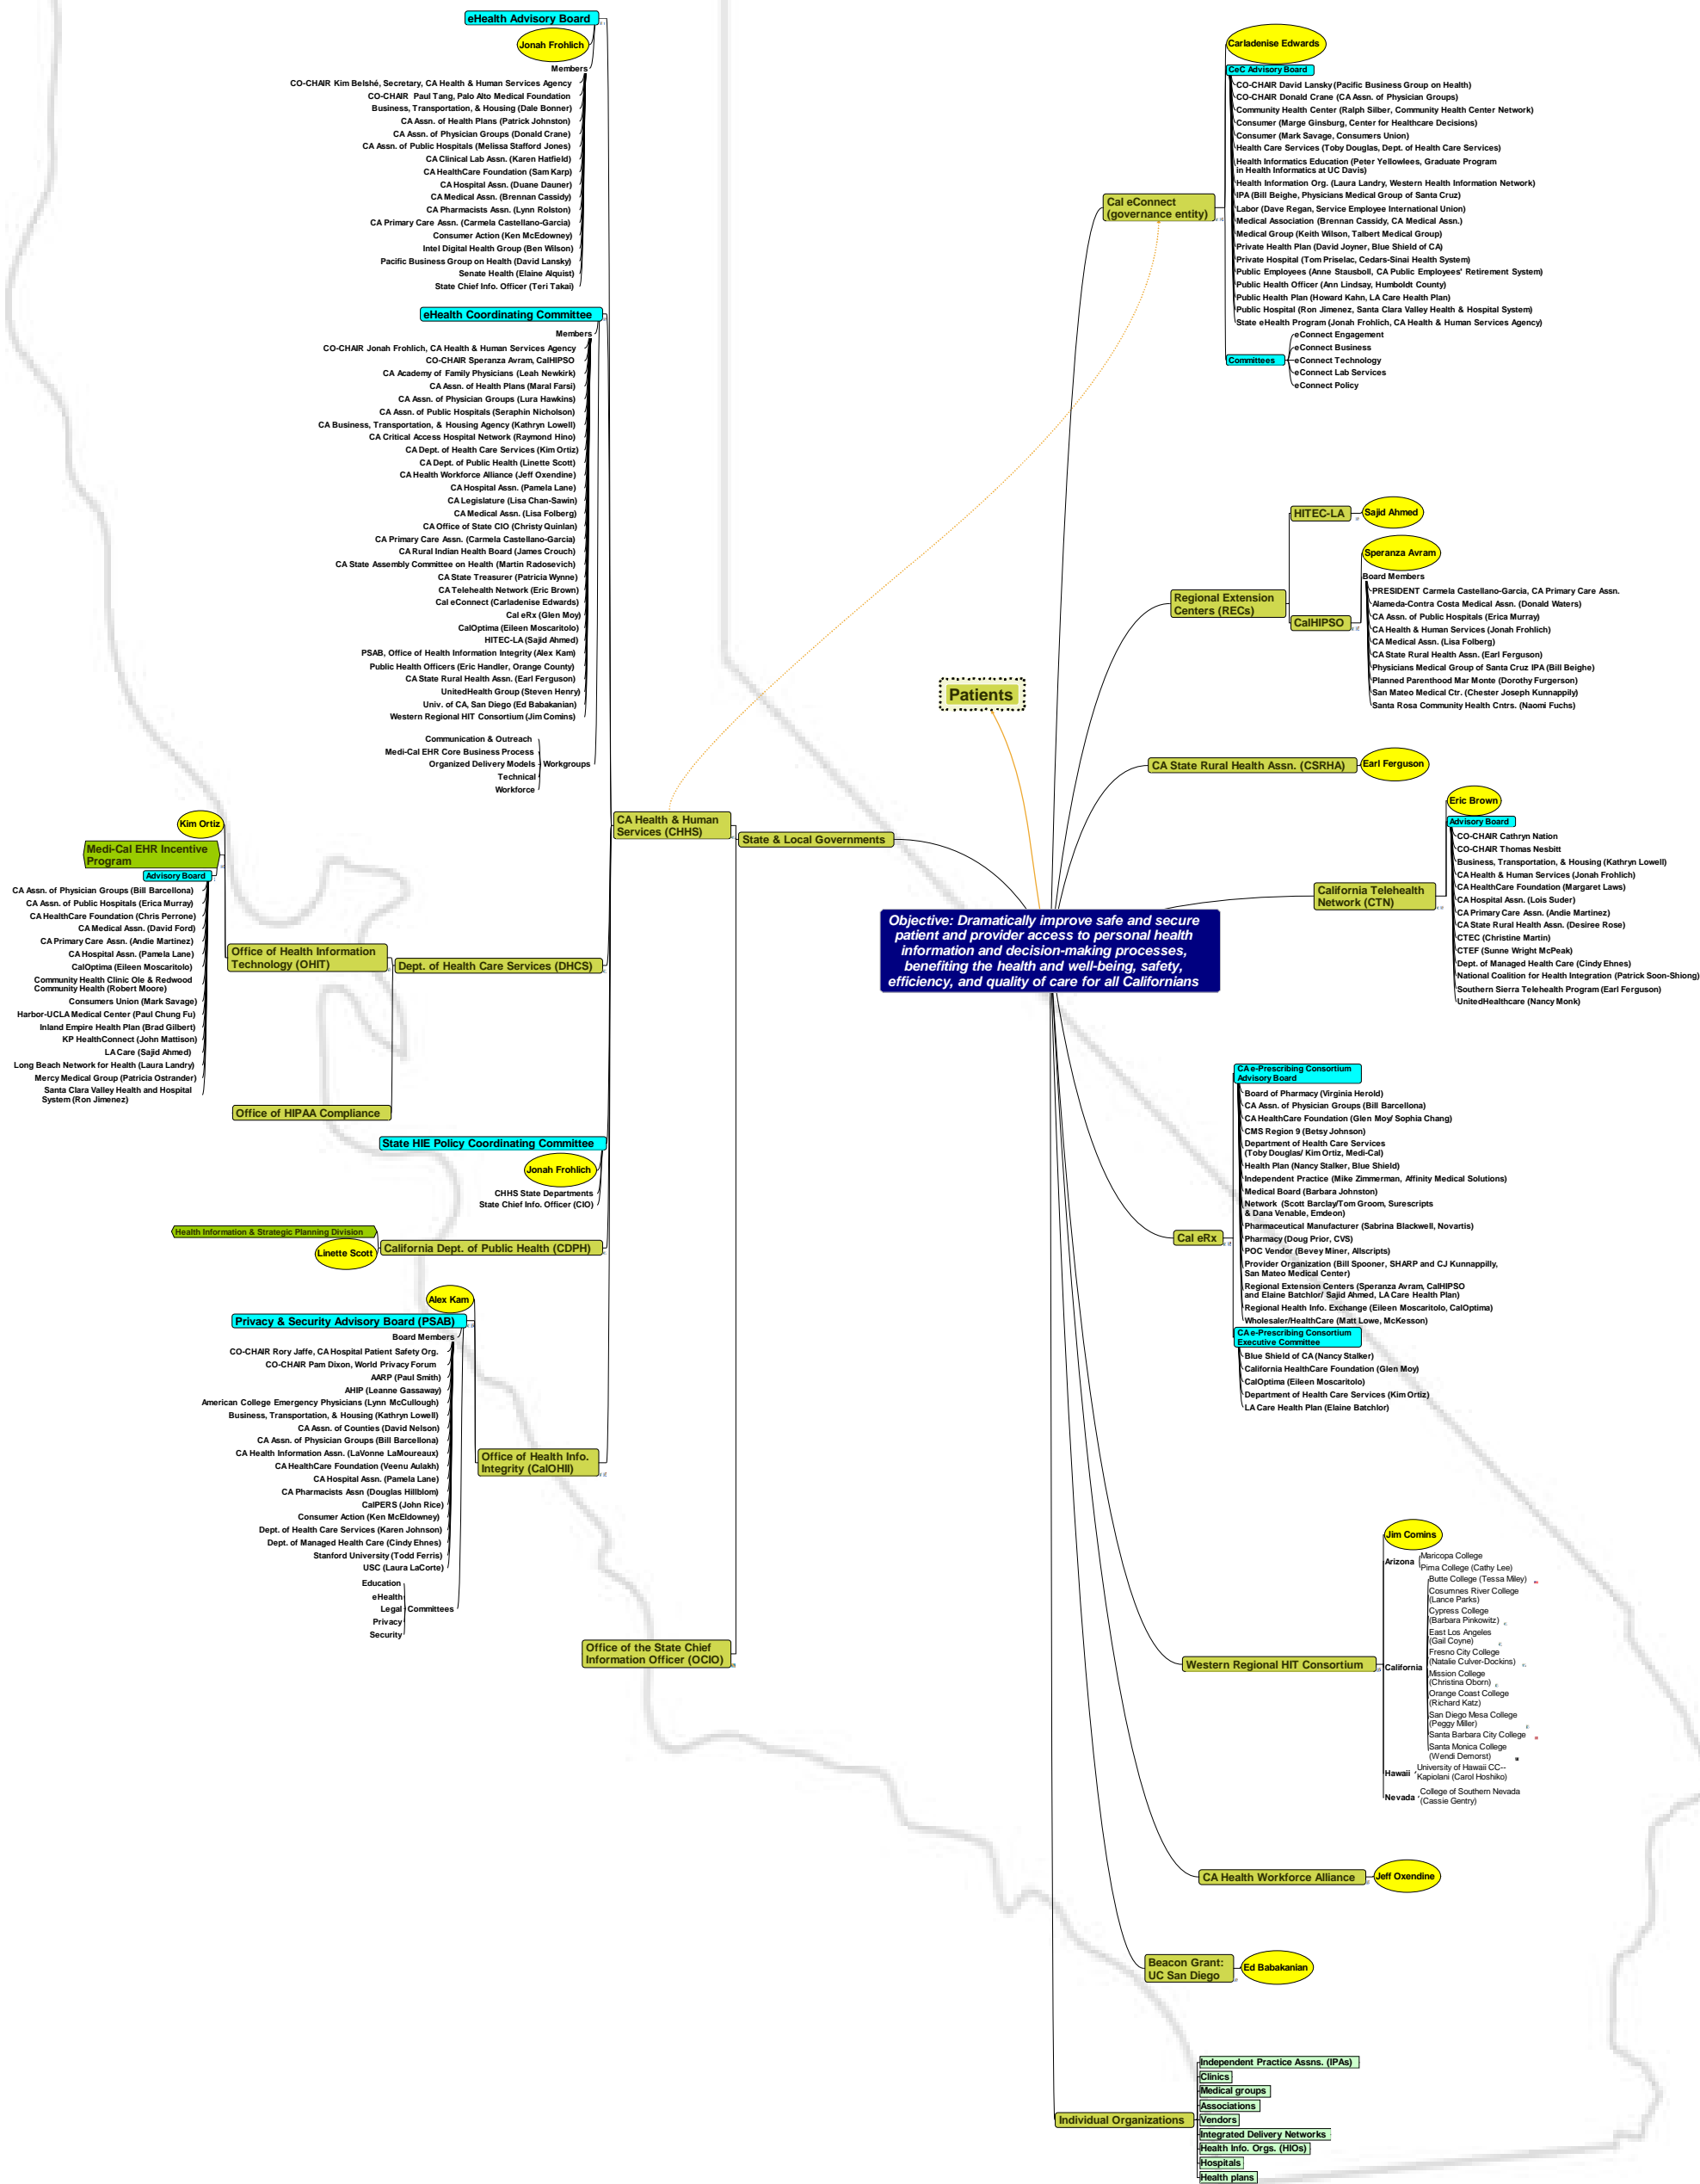 eHealth Advisory Board
Jonah Frohlich
Members
CO-CHAIR Kim Belshé, Secretary, CA Health & Human Services Agency
CO-CHAIR Paul Tang, Palo Alto Medical Foundation
Business, Transportation, & Housing (Dale Bonner)
CA Assn. of Health Plans (Patrick Johnston)
CA Assn. of Physician Groups (Donald Crane)
CA Assn. of Public Hospitals (Melissa Stafford Jones)
CA Clinical Lab Assn. (Karen Hatfield)
CA HealthCare Foundation (Sam Karp)
CA Hospital Assn. (Duane Dauner)
CA Medical Assn. (Brennan Cassidy)
CA Pharmacists Assn. (Lynn Rolston)
CA Primary Care Assn. (Carmela Castellano-Garcia)
Consumer Action (Ken McEdowney)
Intel Digital Health Group (Ben Wilson)
Pacific Business Group on Health (David Lansky)
Senate Health (Elaine Alquist)
State Chief Info. Officer (Teri Takai)
eHealth Coordinating Committee
Members
CO-CHAIR Jonah Frohlich, CA Health & Human Services Agency
CO-CHAIR Speranza Avram, CalHIPSO
CA Academy of Family Physicians (Leah Newkirk)
CA Assn. of Health Plans (Maral Farsi)
CA Assn. of Physician Groups (Lura Hawkins)
CA Assn. of Public Hospitals (Seraphin Nicholson)
CA Business, Transportation, & Housing Agency (Kathryn Lowell)
CA Critical Access Hospital Network (Raymond Hino)
CA Dept. of Health Care Services (Kim Ortiz)
CA Dept. of Public Health (Linette Scott)
CA Health Workforce Alliance (Jeff Oxendine)
CA Hospital Assn. (Pamela Lane)
CA Legislature (Lisa Chan-Sawin)
CA Medical Assn. (Lisa Folberg)
CA Office of State CIO (Christy Quinlan)
CA Primary Care Assn. (Carmela Castellano-Garcia)
CA Rural Indian Health Board (James Crouch)
CA State Assembly Committee on Health (Martin Radosevich)
CA State Treasurer (Patricia Wynne)
CA Telehealth Network (Eric Brown)
Cal eConnect (Carladenise Edwards)
Cal eRx (Glen Moy)
CalOptima (Eileen Moscaritolo)
HITEC-LA (Sajid Ahmed)
PSAB, Office of Health Information Integrity (Alex Kam)
Public Health Officers (Eric Handler, Orange County)
CA State Rural Health Assn. (Earl Ferguson)
UnitedHealth Group (Steven Henry)
Univ. of CA, San Diego (Ed Babakanian)
Western Regional HIT Consortium (Jim Comins)
Communication & Outreach
Medi-Cal EHR Core Business Process
Organized Delivery Models
Workgroups
Technical
Workforce
CA Health & Human
Services (CHHS)
State & Local Governments
Kim Ortiz
Medi-Cal EHR Incentive
Program
Advisory Board
CA Assn. of Physician Groups (Bill Barcellona)
CA Assn. of Public Hospitals (Erica Murray)
CA HealthCare Foundation (Chris Perrone)
CA Medical Assn. (David Ford)
CA Primary Care Assn. (Andie Martinez)
CA Hospital Assn. (Pamela Lane)
CalOptima (Eileen Moscaritolo)
Community Health Clinic Ole & Redwood
Community Health (Robert Moore)
Consumers Union (Mark Savage)
Harbor-UCLA Medical Center (Paul Chung Fu)
Inland Empire Health Plan (Brad Gilbert)
KP HealthConnect (John Mattison)
LA Care (Sajid Ahmed)
Long Beach Network for Health (Laura Landry)
Mercy Medical Group (Patricia Ostrander)
Santa Clara Valley Health and Hospital
System (Ron Jimenez)
Office of Health Information
Technology (OHIT)
Dept. of Health Care Services (DHCS)
Office of HIPAA Compliance
State HIE Policy Coordinating Committee
Jonah Frohlich
CHHS State Departments
State Chief Info. Officer (CIO)
Health Information & Strategic Planning Division
Linette Scott
California Dept. of Public Health (CDPH)
Alex Kam
Privacy & Security Advisory Board (PSAB)
Board Members
CO-CHAIR Rory Jaffe, CA Hospital Patient Safety Org.
CO-CHAIR Pam Dixon, World Privacy Forum
AARP (Paul Smith)
AHIP (Leanne Gassaway)
American College Emergency Physicians (Lynn McCullough)
Business, Transportation, & Housing (Kathryn Lowell)
CA Assn. of Counties (David Nelson)
CA Assn. of Physician Groups (Bill Barcellona)
CA Health Information Assn. (LaVonne LaMoureaux)
CA HealthCare Foundation (Veenu Aulakh)
CA Hospital Assn. (Pamela Lane)
CA Pharmacists Assn (Douglas Hillblom)
CalPERS (John Rice)
Consumer Action (Ken McEldowney)
Dept. of Health Care Services (Karen Johnson)
Dept. of Managed Health Care (Cindy Ehnes)
Stanford University (Todd Ferris)
USC (Laura LaCorte)
Education
eHealth
Legal
Committees
Privacy
Security
Office of Health Info.
Integrity (CalOHII)
Office of the State Chief
Information Officer (OCIO)
Patients
Objective: Dramatically improve safe and secure
patient and provider access to personal health
information and decision-making processes,
benefiting the health and well-being, safety,
efficiency, and quality of care for all Californians
Cal eConnect
(governance entity)
Carladenise Edwards
CeC Advisory Board
CO-CHAIR David Lansky (Pacific Business Group on Health)
CO-CHAIR Donald Crane (CA Assn. of Physician Groups)
Community Health Center (Ralph Silber, Community Health Center Network)
Consumer (Marge Ginsburg, Center for Healthcare Decisions)
Consumer (Mark Savage, Consumers Union)
Health Care Services (Toby Douglas, Dept. of Health Care Services)
Health Informatics Education (Peter Yellowlees, Graduate Program
in Health Informatics at UC Davis)
Health Information Org. (Laura Landry, Western Health Information Network)
IPA (Bill Beighe, Physicians Medical Group of Santa Cruz)
Labor (Dave Regan, Service Employee International Union)
Medical Association (Brennan Cassidy, CA Medical Assn.)
Medical Group (Keith Wilson, Talbert Medical Group)
Private Health Plan (David Joyner, Blue Shield of CA)
Private Hospital (Tom Priselac, Cedars-Sinai Health System)
Public Employees (Anne Stausboll, CA Public Employees' Retirement System)
Public Health Officer (Ann Lindsay, Humboldt County)
Public Health Plan (Howard Kahn, LA Care Health Plan)
Public Hospital (Ron Jimenez, Santa Clara Valley Health & Hospital System)
State eHealth Program (Jonah Frohlich, CA Health & Human Services Agency)
Committees
eConnect Engagement
eConnect Business
eConnect Technology
eConnect Lab Services
eConnect Policy
Regional Extension
Centers (RECs)
HITEC-LA
Sajid Ahmed
CalHIPSO
Speranza Avram
Board Members
PRESIDENT Carmela Castellano-Garcia, CA Primary Care Assn.
Alameda-Contra Costa Medical Assn. (Donald Waters)
CA Assn. of Public Hospitals (Erica Murray)
CA Health & Human Services (Jonah Frohlich)
CA Medical Assn. (Lisa Folberg)
CA State Rural Health Assn. (Earl Ferguson)
Physicians Medical Group of Santa Cruz IPA (Bill Beighe)
Planned Parenthood Mar Monte (Dorothy Furgerson)
San Mateo Medical Ctr. (Chester Joseph Kunnappily)
Santa Rosa Community Health Cntrs. (Naomi Fuchs)
CA State Rural Health Assn. (CSRHA)
Earl Ferguson
California Telehealth
Network (CTN)
Eric Brown
Advisory Board
CO-CHAIR Cathryn Nation
CO-CHAIR Thomas Nesbitt
Business, Transportation, & Housing (Kathryn Lowell)
CA Health & Human Services (Jonah Frohlich)
CA HealthCare Foundation (Margaret Laws)
CA Hospital Assn. (Lois Suder)
CA Primary Care Assn. (Andie Martinez)
CA State Rural Health Assn. (Desiree Rose)
CTEC (Christine Martin)
CTEF (Sunne Wright McPeak)
Dept. of Managed Health Care (Cindy Ehnes)
National Coalition for Health Integration (Patrick Soon-Shiong)
Southern Sierra Telehealth Program (Earl Ferguson)
UnitedHealthcare (Nancy Monk)
Cal eRx
CA e-Prescribing Consortium
Advisory Board
Board of Pharmacy (Virginia Herold)
CA Assn. of Physician Groups (Bill Barcellona)
CA HealthCare Foundation (Glen Moy/ Sophia Chang)
CMS Region 9 (Betsy Johnson)
Department of Health Care Services
(Toby Douglas/ Kim Ortiz, Medi-Cal)
Health Plan (Nancy Stalker, Blue Shield)
Independent Practice (Mike Zimmerman, Affinity Medical Solutions)
Medical Board (Barbara Johnston)
Network (Scott Barclay/Tom Groom, Surescripts
& Dana Venable, Emdeon)
Pharmaceutical Manufacturer (Sabrina Blackwell, Novartis)
Pharmacy (Doug Prior, CVS)
POC Vendor (Bevey Miner, Allscripts)
Provider Organization (Bill Spooner, SHARP and CJ Kunnappilly,
San Mateo Medical Center)
Regional Extension Centers (Speranza Avram, CalHIPSO
and Elaine Batchlor/ Sajid Ahmed, LA Care Health Plan)
Regional Health Info. Exchange (Eileen Moscaritolo, CalOptima)
Wholesaler/HealthCare (Matt Lowe, McKesson)
CA e-Prescribing Consortium
Executive Committee
Blue Shield of CA (Nancy Stalker)
California HealthCare Foundation (Glen Moy)
CalOptima (Eileen Moscaritolo)
Department of Health Care Services (Kim Ortiz)
LA Care Health Plan (Elaine Batchlor)
Western Regional HIT Consortium
Jim Comins
Arizona
Maricopa College
Pima College (Cathy Lee)
California
Butte College (Tessa Miley)
Cosumnes River College
(Lance Parks)
Cypress College
(Barbara Pinkowitz)
East Los Angeles
(Gail Coyne)
Fresno City College
(Natalie Culver-Dockins)
Mission College
(Christina Oborn)
Orange Coast College
(Richard Katz)
San Diego Mesa College
(Peggy Miller)
Santa Barbara City College
Santa Monica College
(Wendi Demorst)
Hawaii
University of Hawaii CC--
Kapiolani (Carol Hoshiko)
Nevada
College of Southern Nevada
(Cassie Gentry)
CA Health Workforce Alliance
Jeff Oxendine
Beacon Grant:
UC San Diego
Ed Babakanian
Individual Organizations
Independent Practice Assns. (IPAs)
Clinics
Medical groups
Associations
Vendors
Integrated Delivery Networks
Health Info. Orgs. (HIOs)
Hospitals
Health plans